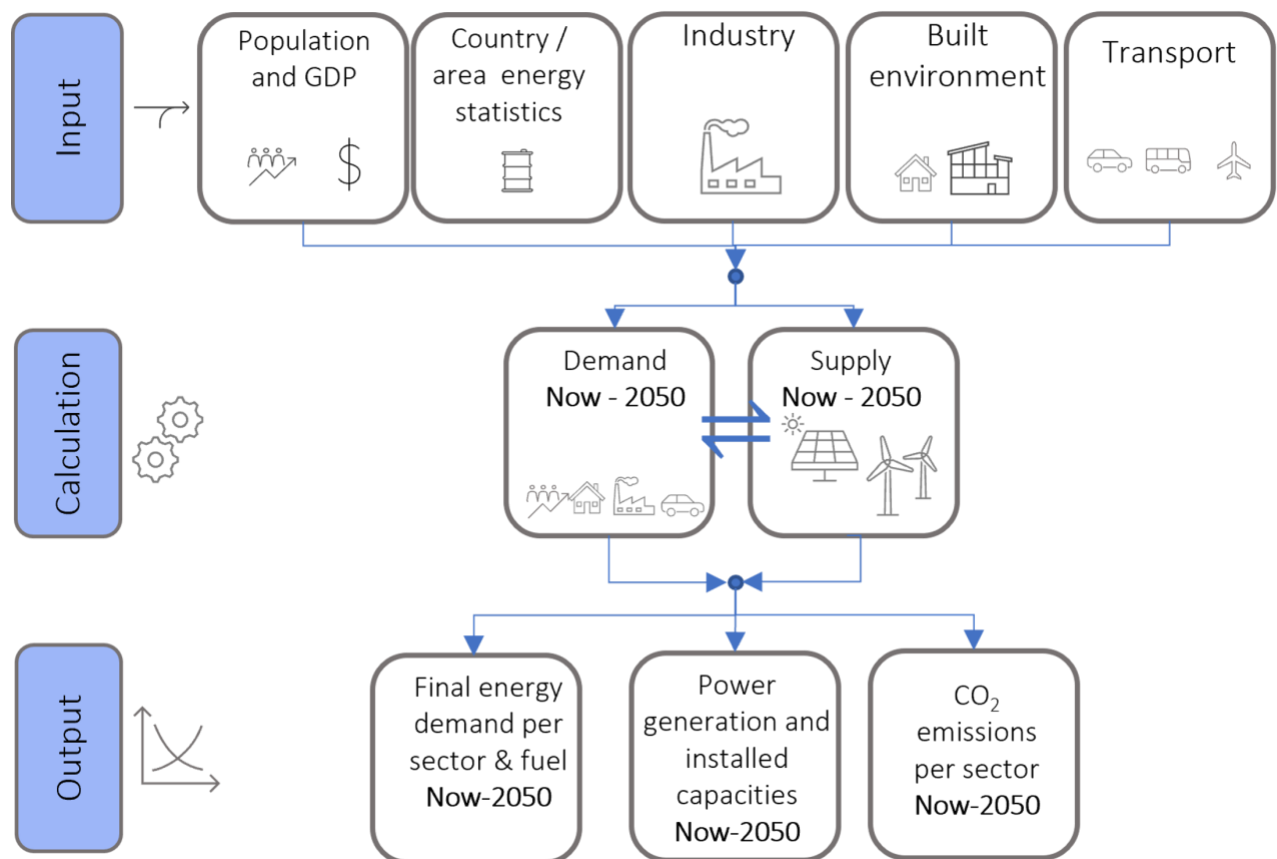 Input
Population
and GDP
$
Country /
area energy
statistics
Industry
Built
environment
Transport
Calculation
Demand
Now - 2050
Supply
Now - 2050
Output
Final energy
demand per
sector & fuel
Now-2050
Power
generation and
installed
capacities
Now-2050
CO₂
emissions
per sector
Now-2050